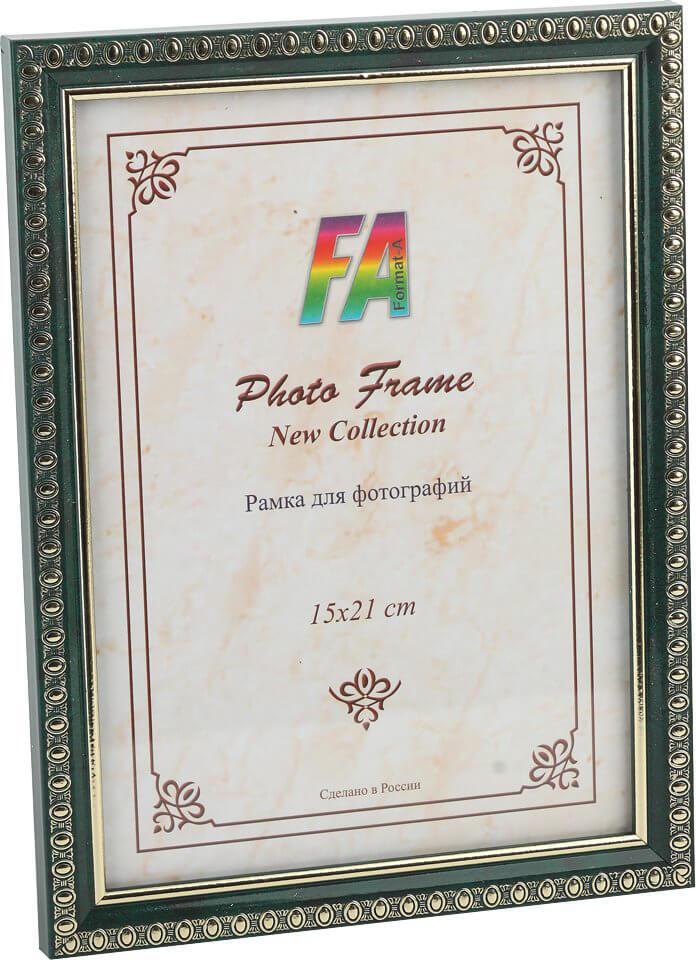 FA
Format-A
Photo Frame
New Collection
Рамка для фотографий
15x21 cm
Сделано в России